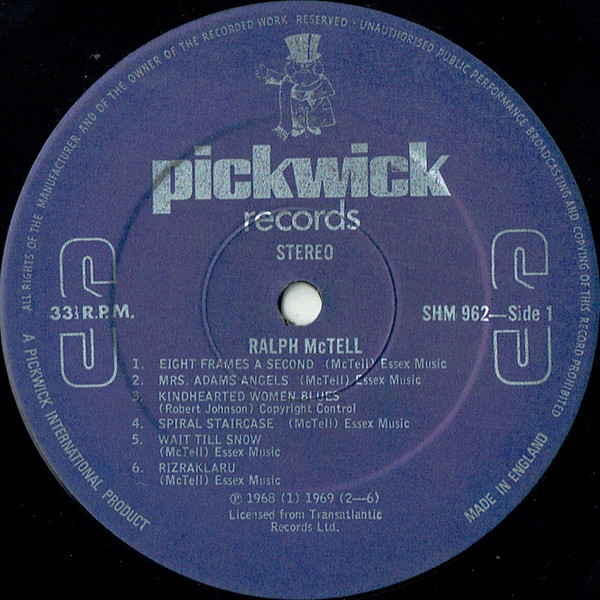 ALL RIGHTS OF THE MANUFACTURER AND OF THE OWNER OF THE RECORDED WORK RESERVED · UNAUTHORISED PUBLIC PERFORMANCE BROADCASTING AND COPYING OF THIS RECORD PROHIBITED
pickwick
records
STEREO
33⅓ R.P.M.
SHM 962—Side 1
RALPH McTELL
1. EIGHT FRAMES A SECOND (McTell) Essex Music
2. MRS. ADAMS ANGELS (McTell) Essex Music
3. KINDHEARTED WOMEN BLUES
(Robert Johnson) Copyright Control
4. SPIRAL STAIRCASE (McTell) Essex Music
5. WAIT TILL SNOW
(McTell) Essex Music
6. RIZRAKLARU
(McTell) Essex Music
℗ 1968 (1) 1969 (2—6)
Licensed from Transatlantic
Records Ltd.
A PICKWICK INTERNATIONAL PRODUCT
MADE IN ENGLAND